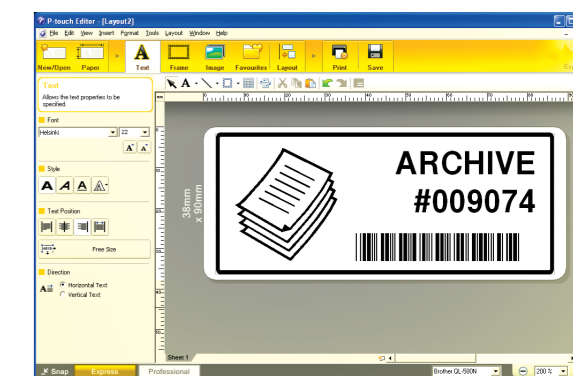 P-touch Editor - [Layout2]
File Edit View Insert Format Tools Layout Window Help
New/Open Paper Text Frame Image Favourites Layout Print Save
Text
Allows the text properties to be
specified.
Font
Helsinki 22
Style
Text Position
Free Size
Direction
Horizontal Text
Vertical Text
38mm
x 90mm
ARCHIVE
#009074
Sheet 1
Snap Express Professional
Brother QL-580N 200 %